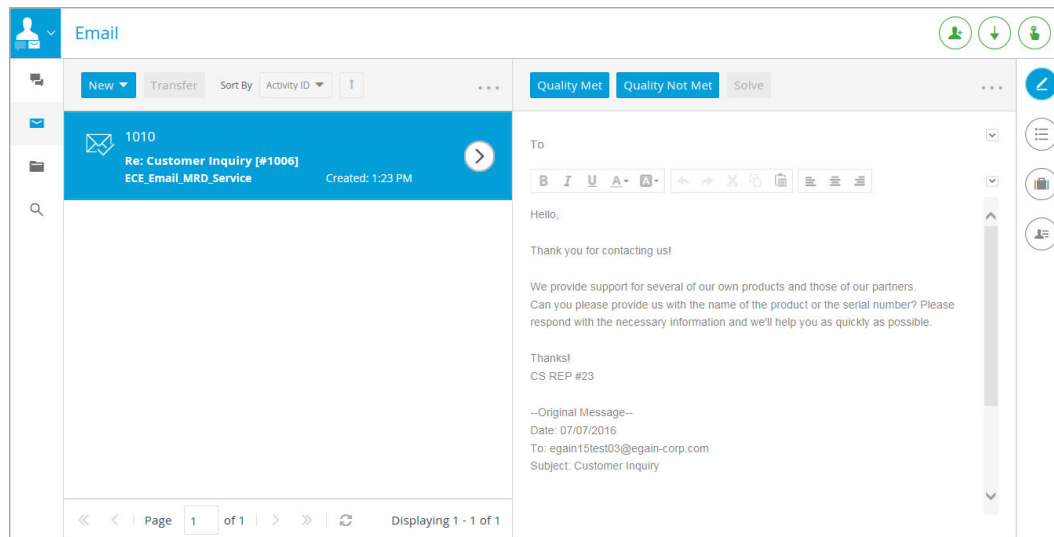 Email
New Transfer Sort By Activity ID
Quality Met Quality Not Met Solve
1010
Re: Customer Inquiry [#1006]
ECE_Email_MRD_Service Created: 1:23 PM
To
B I U A A
Hello,
Thank you for contacting us!
We provide support for several of our own products and those of our partners.
Can you please provide us with the name of the product or the serial number? Please
respond with the necessary information and we'll help you as quickly as possible.
Thanks!
CS REP #23
--Original Message--
Date: 07/07/2016
To: egain15test03@egain-corp.com
Subject: Customer Inquiry
Page 1 of 1 Displaying 1 - 1 of 1